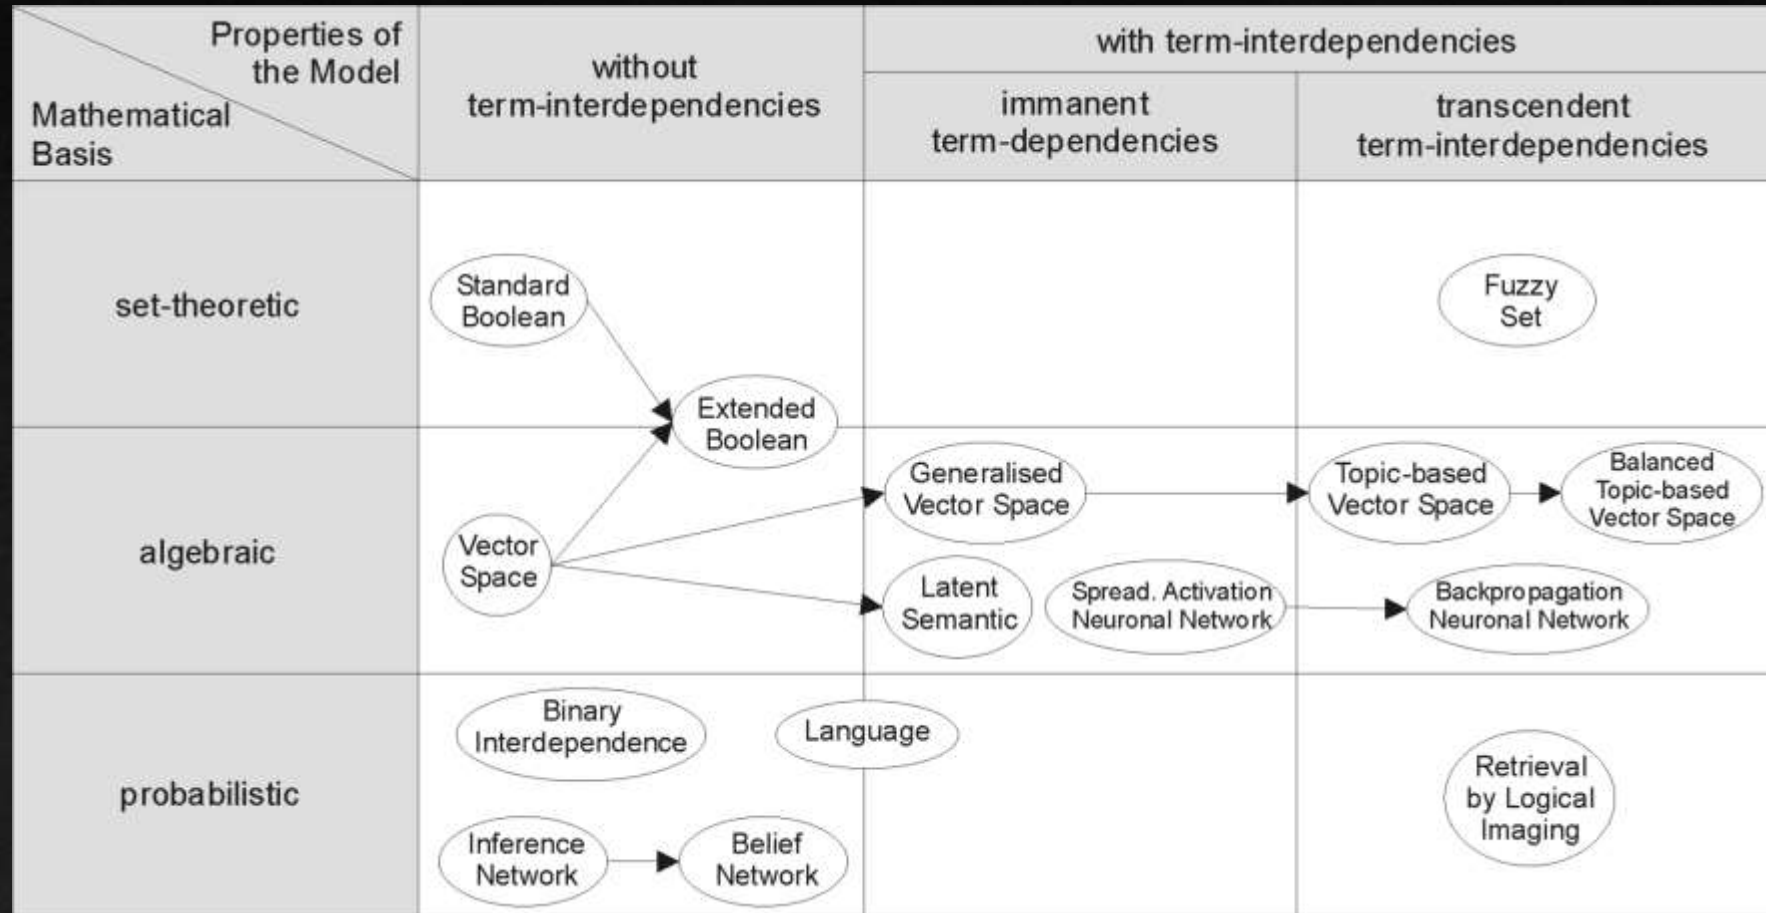 Properties of
the Model
Mathematical
Basis
without
term-interdependencies
with term-interdependencies
immanent
term-dependencies
transcendent
term-interdependencies
set-theoretic
Standard
Boolean
Extended
Boolean
Fuzzy
Set
algebraic
Vector
Space
Generalised
Vector Space
Latent
Semantic
Spread. Activation
Neuronal Network
Topic-based
Vector Space
Balanced
Topic-based
Vector Space
Backpropagation
Neuronal Network
probabilistic
Binary
Interdependence
Language
Inference
Network
Belief
Network
Retrieval
by Logical
Imaging